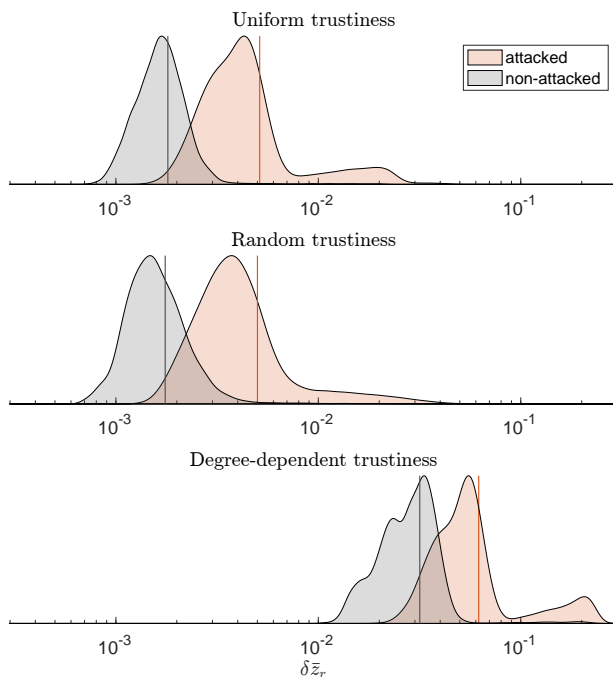 Uniform trustiness
attacked
non-attacked
10^-3 10^-2 10^-1
Random trustiness
10^-3 10^-2 10^-1
Degree-dependent trustiness
10^-3 10^-2 10^-1
δz̄_r